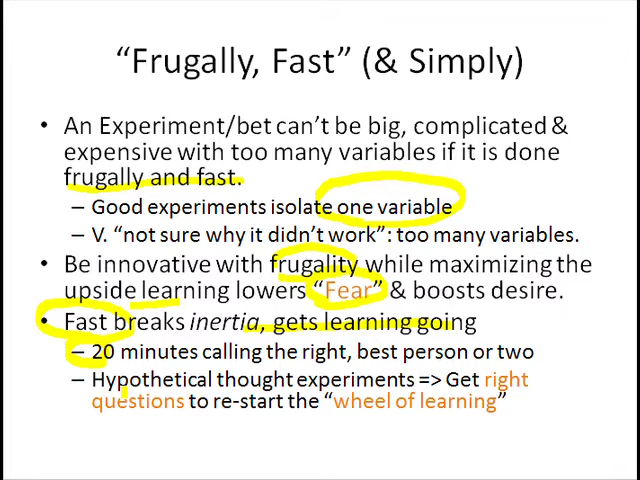 “Frugally, Fast” (& Simply)
• An Experiment/bet can’t be big, complicated &
expensive with too many variables if it is done
frugally and fast.
– Good experiments isolate one variable
– V. “not sure why it didn’t work”: too many variables.
• Be innovative with frugality while maximizing the
upside learning lowers “Fear” & boosts desire.
• Fast breaks inertia, gets learning going
– 20 minutes calling the right, best person or two
– Hypothetical thought experiments => Get right
questions to re-start the “wheel of learning”